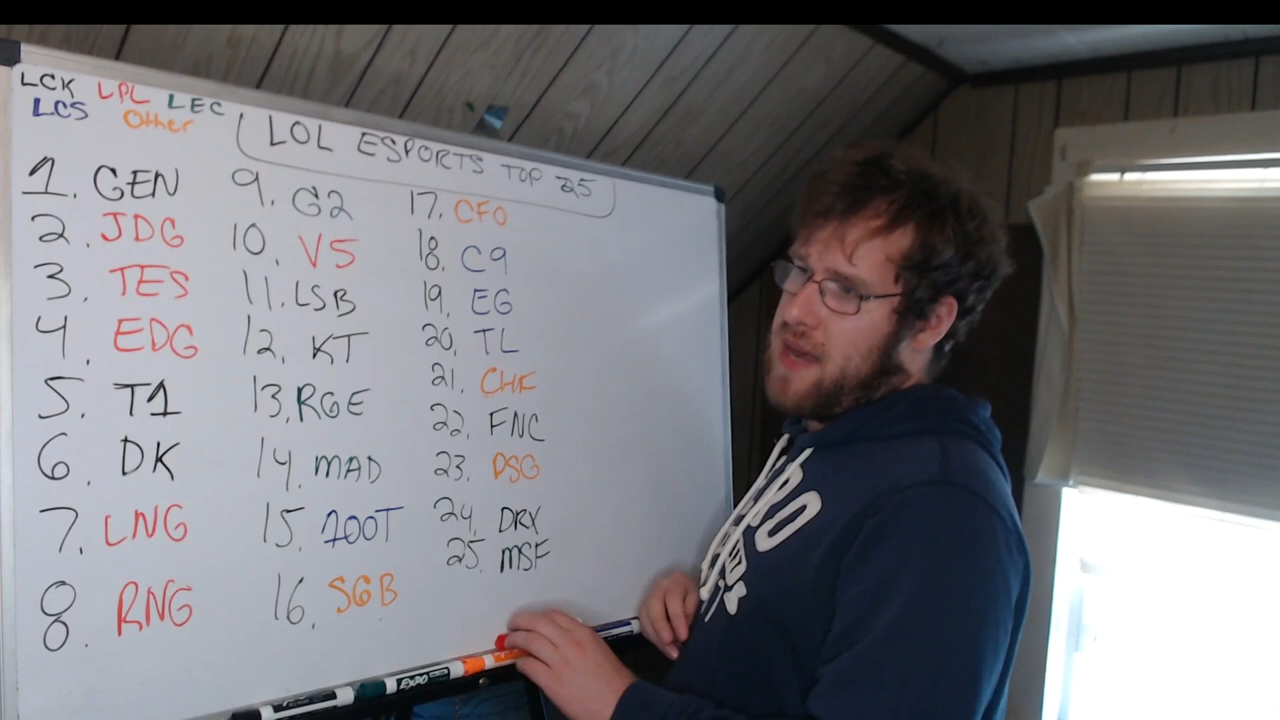 LCK LPL LEC
LCS Other
LOL ESPORTS TOP 25
1. GEN
2. JDG
3. TES
4. EDG
5. T1
6. DK
7. LNG
8. RNG
9. G2
10. V5
11. LSB
12. KT
13. RGE
14. MAD
15. 100T
16. SGB
17. CFO
18. C9
19. EG
20. TL
21. CHF
22. FNC
23. DSG
24. DRX
25. MSF
EXPO